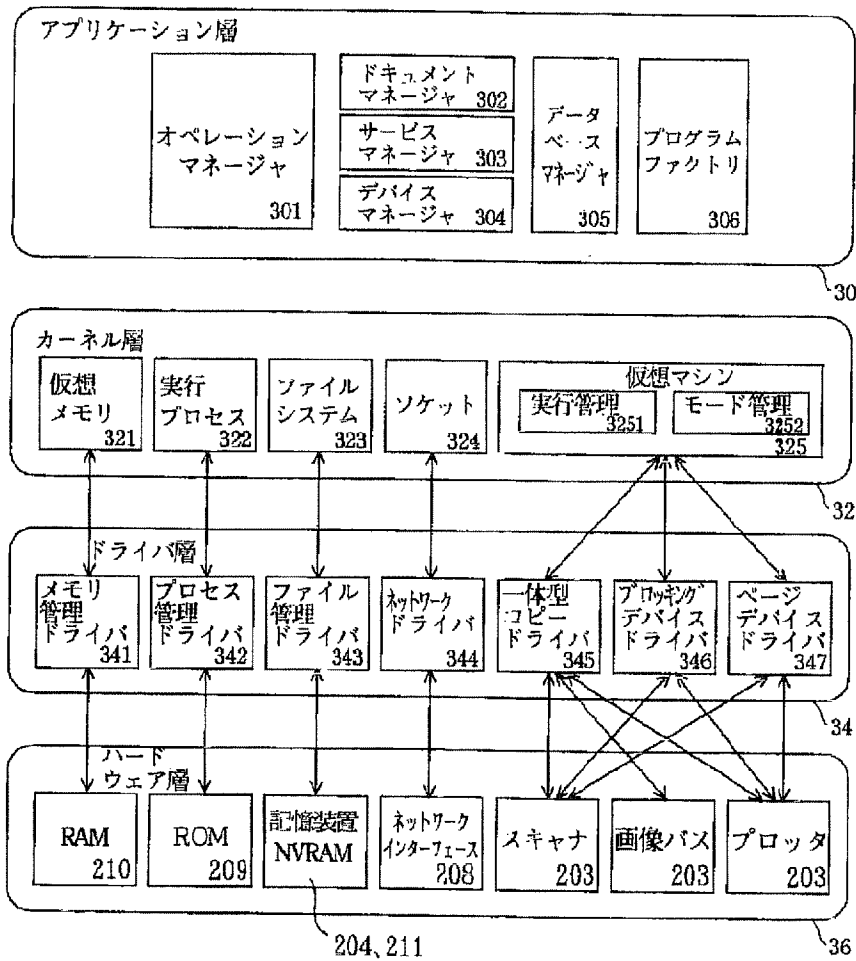 アプリケーション層
オペレーション
マネージャ
301
ドキュメント
マネージャ 302
サービス
マネージャ 303
デバイス
マネージャ 304
データ
ベース
マネージャ
305
プログラム
ファクトリ
306
30
カーネル層
仮想
メモリ
321
実行
プロセス
322
ファイル
システム
323
ソケット
324
仮想マシン
実行管理
3251
モード管理
3252
325
32
ドライバ層
メモリ
管理
ドライバ
341
プロセス
管理
ドライバ
342
ファイル
管理
ドライバ
343
ネットワーク
ドライバ
344
一体型
コピー
ドライバ
345
ブロッキング
デバイス
ドライバ
346
ページ
デバイス
ドライバ
347
34
ハード
ウェア層
RAM
210
ROM
209
記憶装置
NVRAM
ネットワーク
インターフェース
208
スキャナ
203
画像パス
203
プロッタ
203
204、211
36